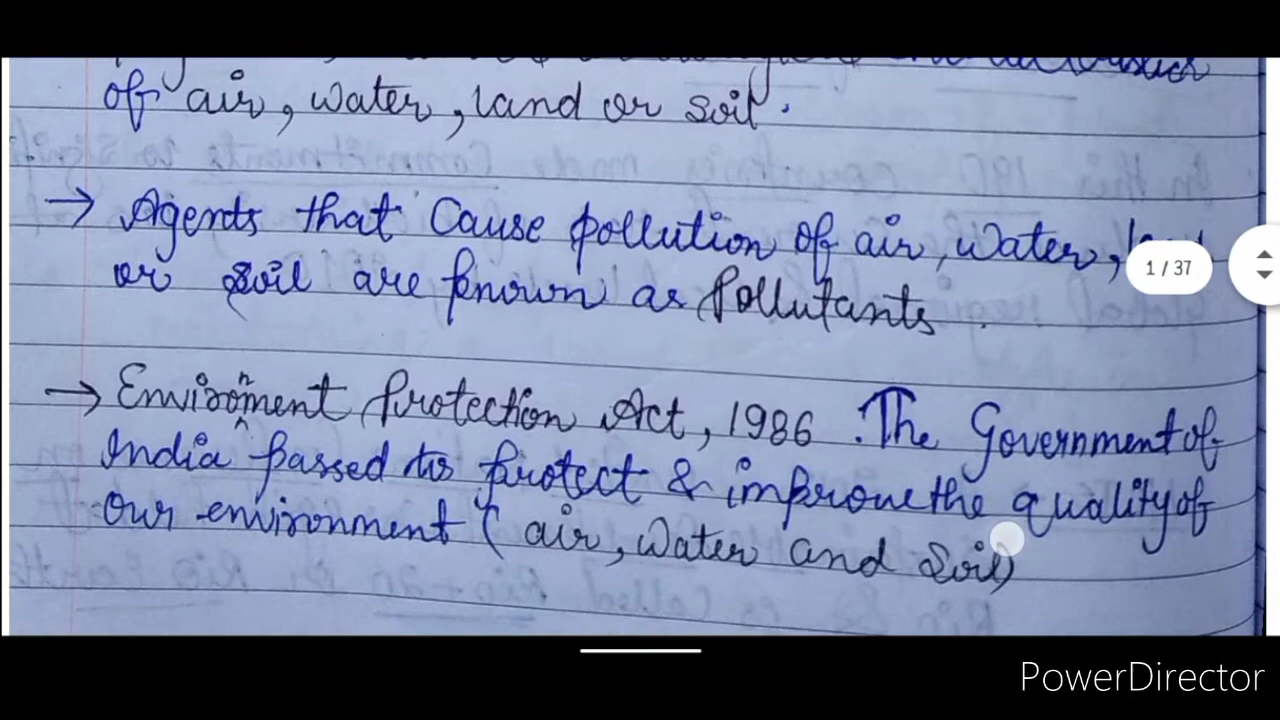 of air, water, land or soil.
→ Agents that Cause pollution of air, water,
or soil are known as Pollutants.
1 / 37
→ Environment Protection Act, 1986. The Government of
India passed to protect & improve the quality of
our environment ( air, water and soil)
PowerDirector